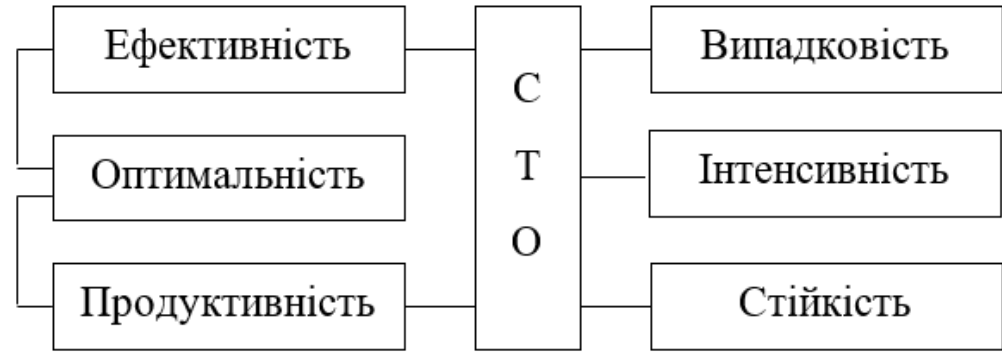 Ефективність
Оптимальність
Продуктивність
С
Т
О
Випадковість
Інтенсивність
Стійкість